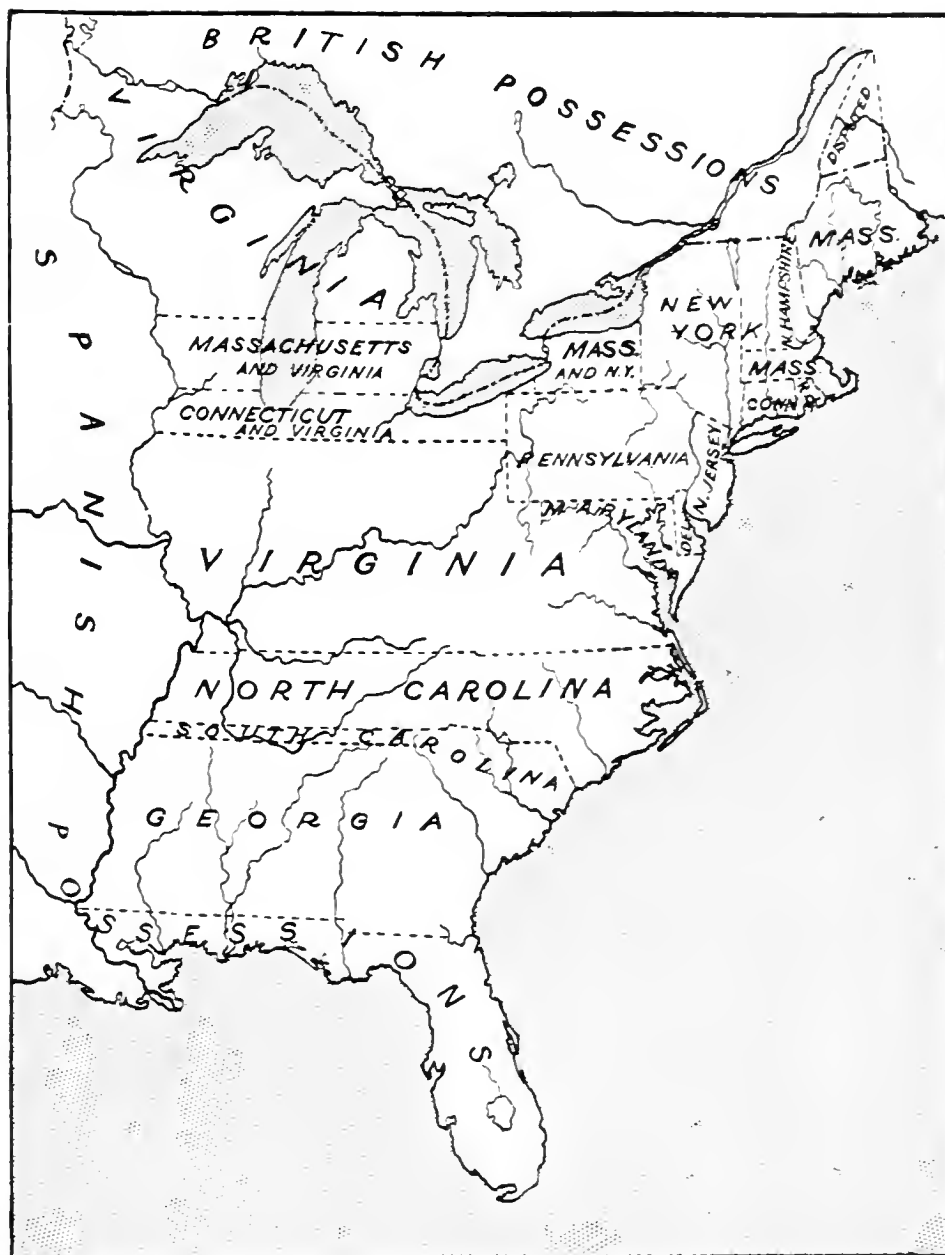 BRITISH POSSESSIONS
VIRGINIA
SPANISH POSSESSIONS
DISPUTED
MASS.
N. HAMPSHIRE
NEW
YORK
MASSACHUSETTS
AND VIRGINIA
MASS.
AND N.Y.
MASS.
CONN.
R.
CONNECTICUT
AND VIRGINIA
PENNSYLVANIA
N. JERSEY
MARYLAND
DEL.
VIRGINIA
NORTH CAROLINA
SOUTH CAROLINA
GEORGIA